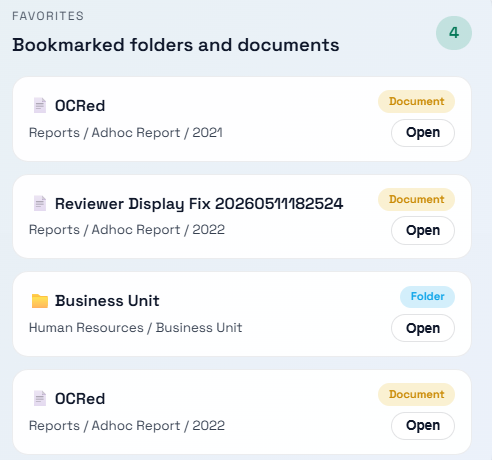 FAVORITES
4
Bookmarked folders and documents
OCRed
Document
Reports / Adhoc Report / 2021
Open
Reviewer Display Fix 20260511182524
Document
Reports / Adhoc Report / 2022
Open
Business Unit
Folder
Human Resources / Business Unit
Open
OCRed
Document
Reports / Adhoc Report / 2022
Open